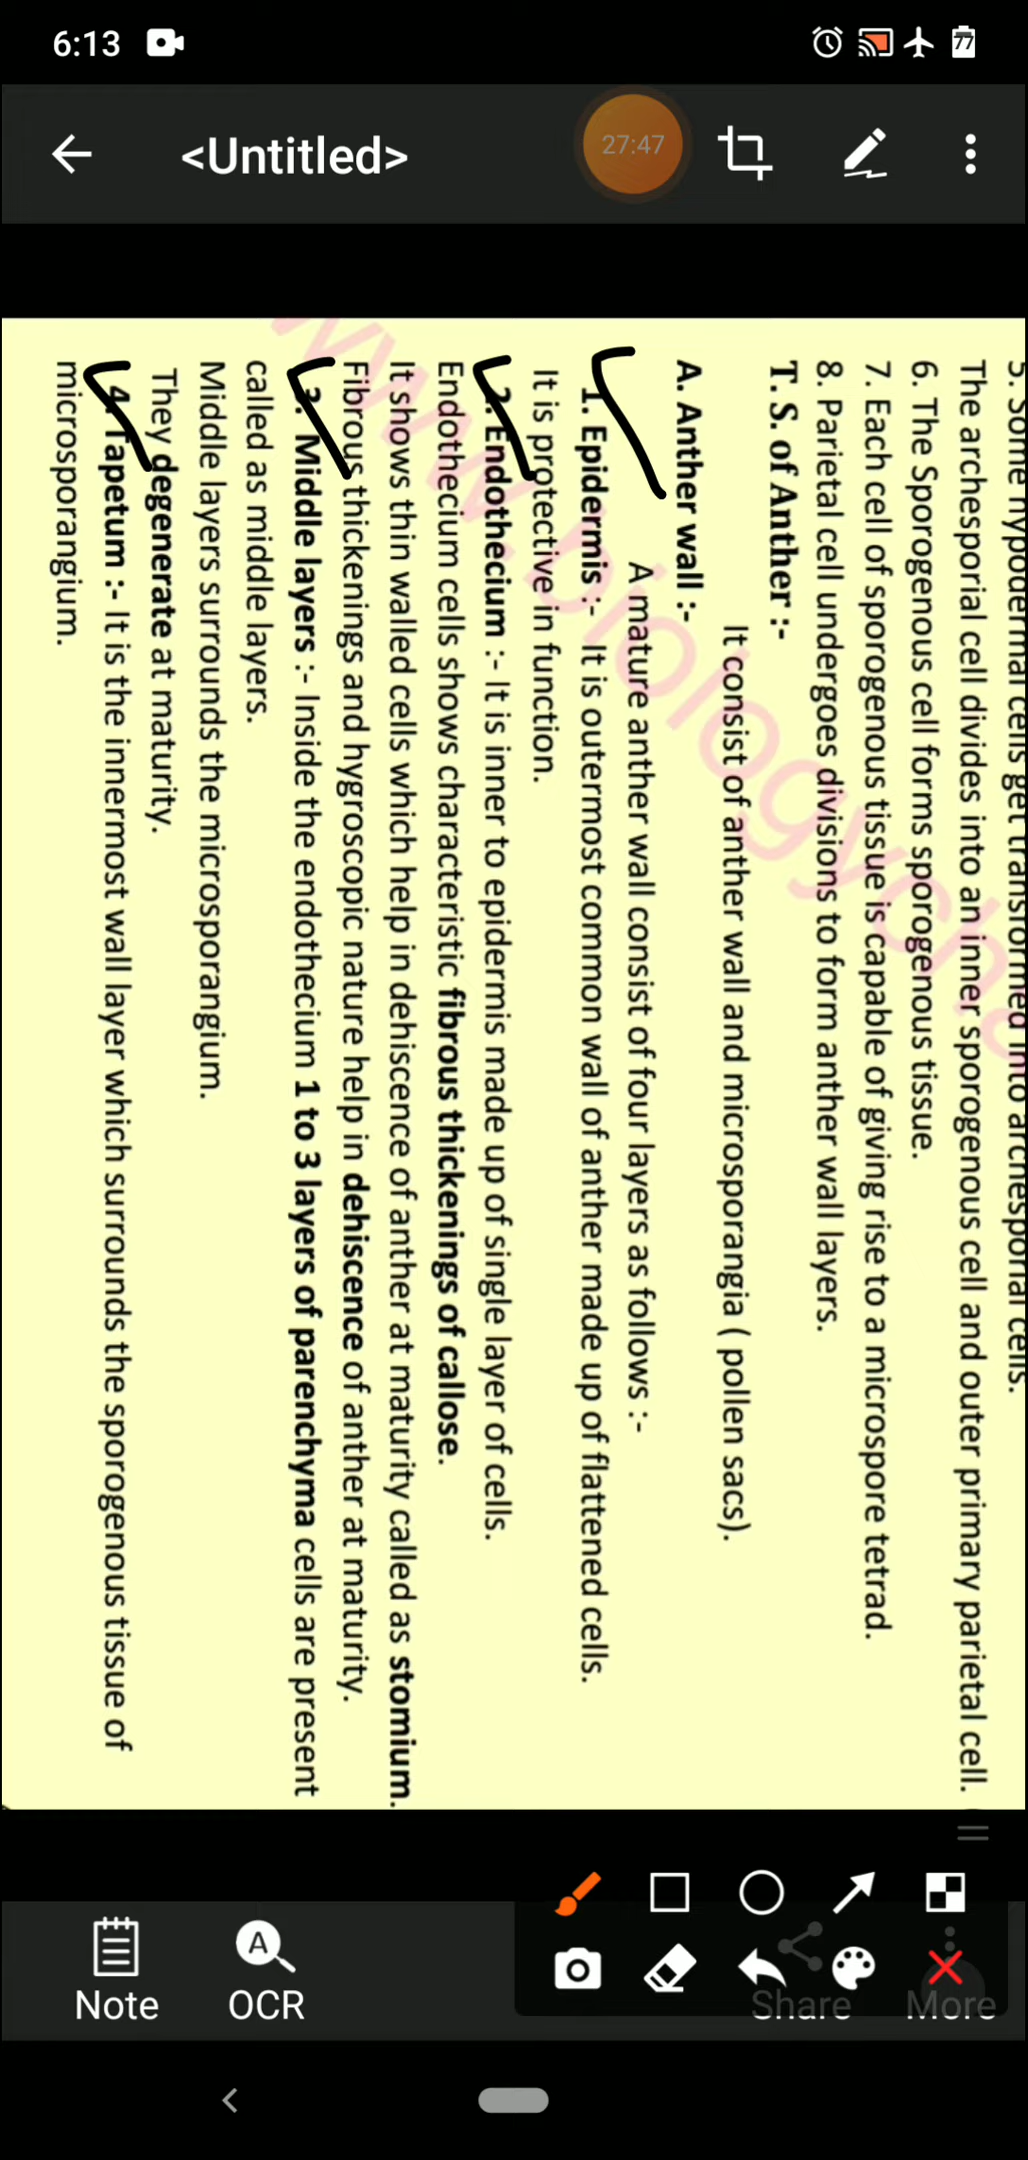 6:13
77
<Untitled>
27:47
5. Some hypodermal cells get transformed into archesporial cells.
The archesporial cell divides into an inner sporogenous cell and outer primary parietal cell.
6. The Sporogenous cell forms sporogenous tissue.
7. Each cell of sporogenous tissue is capable of giving rise to a microspore tetrad.
8. Parietal cell undergoes divisions to form anther wall layers.
T. S. of Anther :-
It consist of anther wall and microsporangia ( pollen sacs).
A. Anther wall :-
A mature anther wall consist of four layers as follows :-
1. Epidermis :- It is outermost common wall of anther made up of flattened cells.
It is protective in function.
2. Endothecium :- It is inner to epidermis made up of single layer of cells.
Endothecium cells shows characteristic fibrous thickenings of callose.
It shows thin walled cells which help in dehiscence of anther at maturity called as stomium.
Fibrous thickenings and hygroscopic nature help in dehiscence of anther at maturity.
3. Middle layers :- Inside the endothecium 1 to 3 layers of parenchyma cells are present
called as middle layers.
Middle layers surrounds the microsporangium.
They degenerate at maturity.
4. Tapetum :- It is the innermost wall layer which surrounds the sporogenous tissue of
microsporangium.
www.biologycha
A
Note
OCR
Share
More